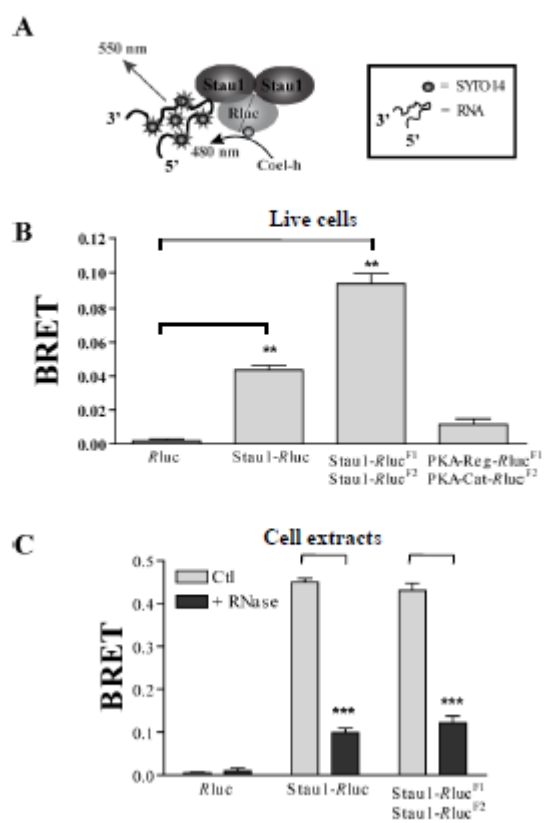 A
550 nm
Stau1 Stau1
Rluc
3'
5'
480 nm
Coel-h
= SYTO14
3' = RNA
5'
B
Live cells
BRET
0.12
0.10
0.08
0.06
0.04
0.02
0.00
**
**
Rluc
Stau1-Rluc
Stau1-RlucF1
Stau1-RlucF2
PKA-Reg-RlucF1
PKA-Cat-RlucF2
C
Cell extracts
BRET
0.5
0.4
0.3
0.2
0.1
0.0
Ctl
+ RNase
***
***
Rluc
Stau1-Rluc
Stau1-RlucF1
Stau1-RlucF2